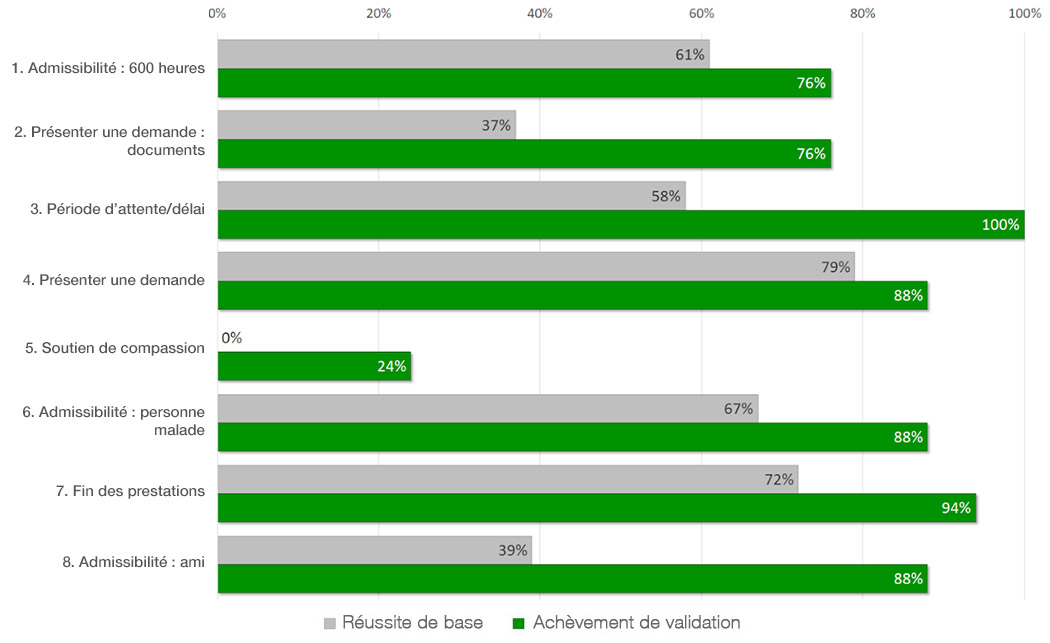 0% 20% 40% 60% 80% 100%
1. Admissibilité : 600 heures
61%
76%
2. Présenter une demande :
documents
37%
76%
3. Période d’attente/délai
58%
100%
4. Présenter une demande
79%
88%
5. Soutien de compassion
0%
24%
6. Admissibilité : personne
malade
67%
88%
7. Fin des prestations
72%
94%
8. Admissibilité : ami
39%
88%
Réussite de base Achèvement de validation